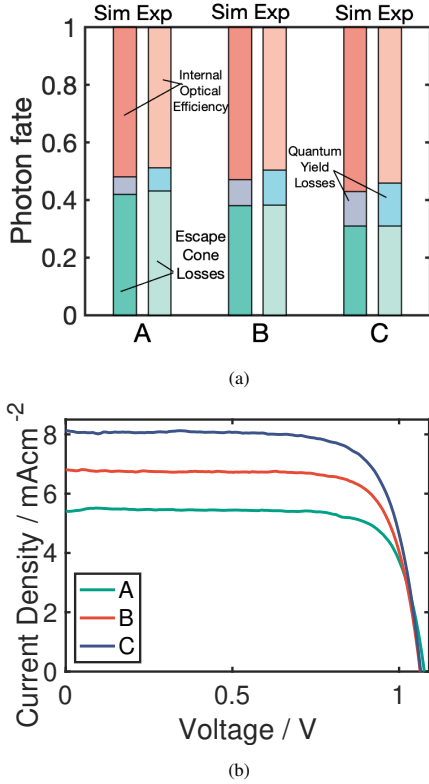 Sim Exp Sim Exp Sim Exp
1
0.8
0.6
0.4
0.2
0
Photon fate
Internal
Optical
Efficiency
Quantum
Yield
Losses
Escape
Cone
Losses
A B C
(a)
8
6
4
2
0
Current Density / mAcm-2
A
B
C
0 0.5 1
Voltage / V
(b)